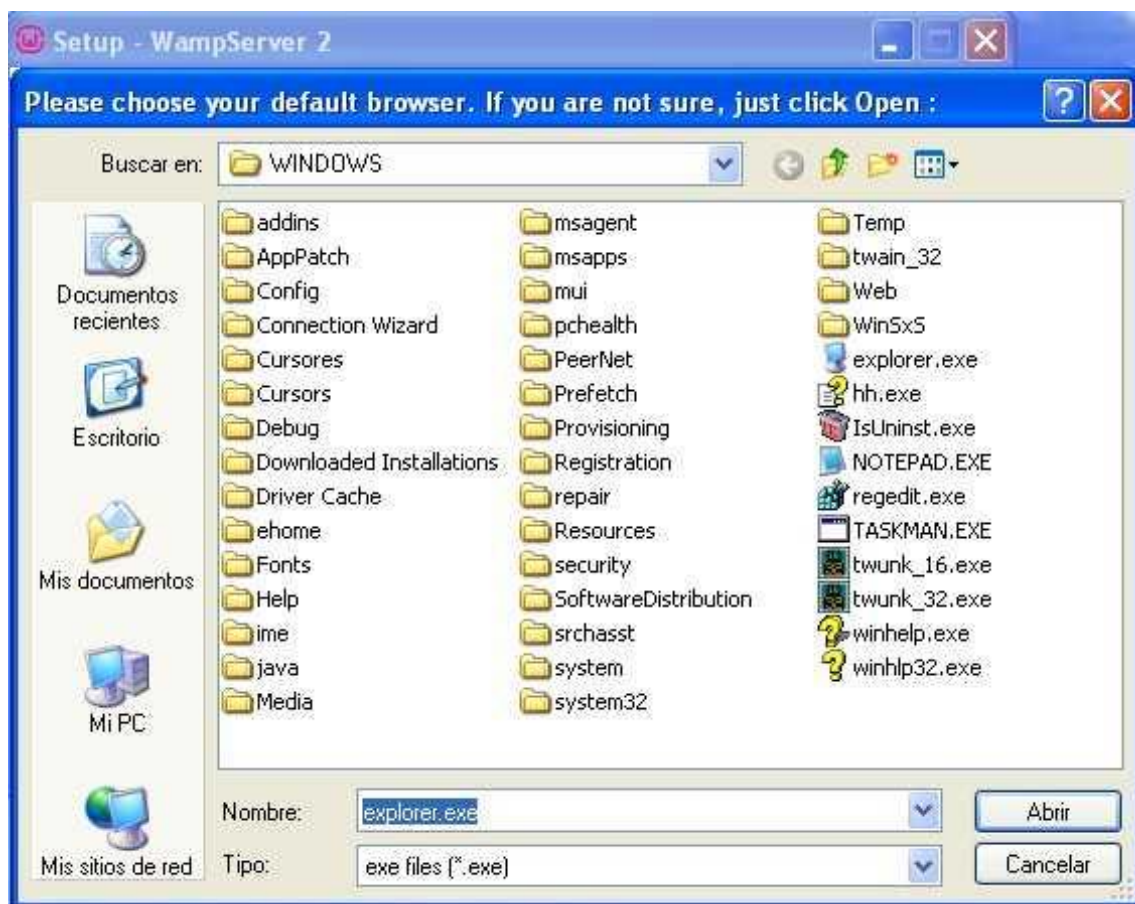 Setup - WampServer 2
Please choose your default browser. If you are not sure, just click Open :
Buscar en: WINDOWS
Documentos recientes
Escritorio
Mis documentos
Mi PC
Mis sitios de red
addins
AppPatch
Config
Connection Wizard
Cursores
Cursors
Debug
Downloaded Installations
Driver Cache
ehome
Fonts
Help
ime
java
Media
msagent
msapps
mui
pchealth
PeerNet
Prefetch
Provisioning
Registration
repair
Resources
security
SoftwareDistribution
srchasst
system
system32
Temp
twain_32
Web
WinSxS
explorer.exe
hh.exe
IsUninst.exe
NOTEPAD.EXE
regedit.exe
TASKMAN.EXE
twunk_16.exe
twunk_32.exe
winhelp.exe
winhlp32.exe
Nombre: explorer.exe
Abrir
Tipo: exe files (*.exe)
Cancelar